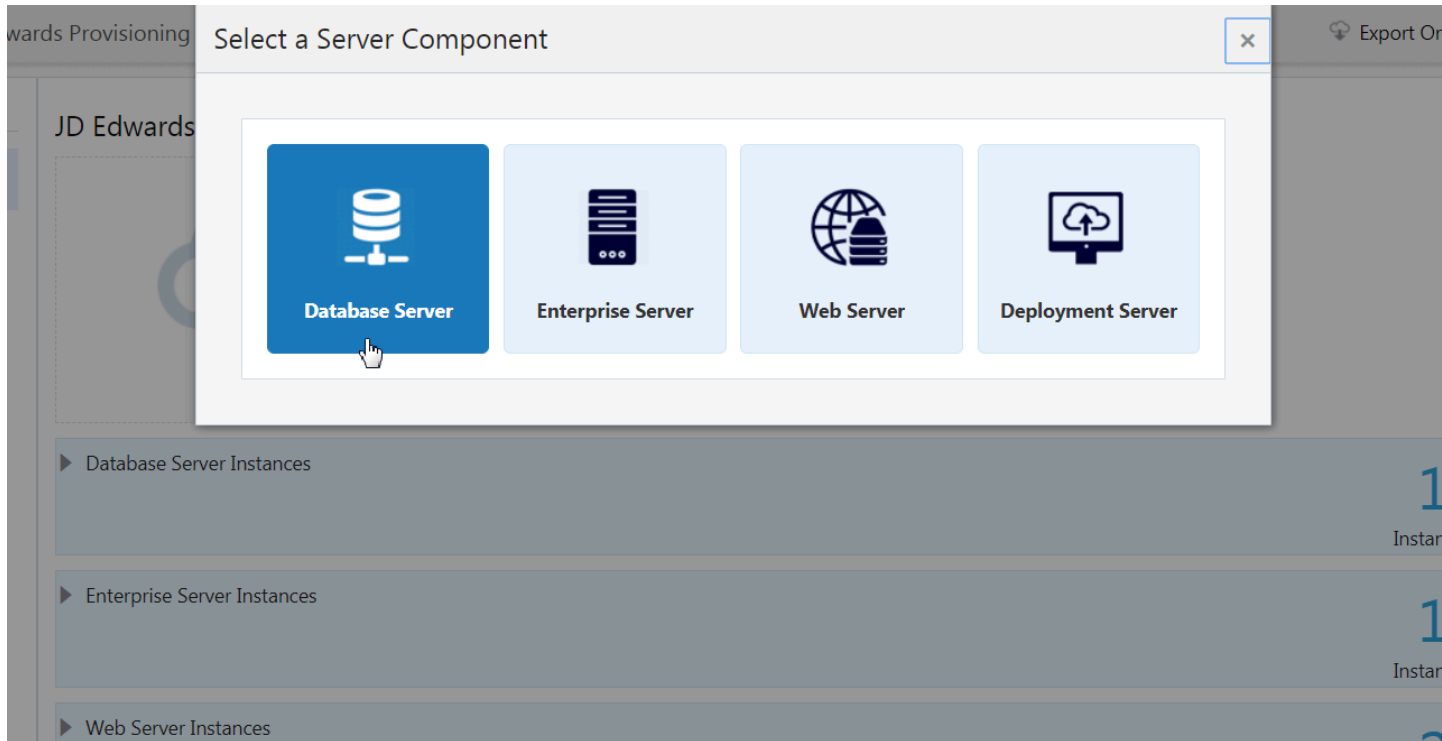 wards Provisioning
Select a Server Component
Export Or
JD Edwards
Database Server
Enterprise Server
Web Server
Deployment Server
Database Server Instances
1
Instan
Enterprise Server Instances
1
Instan
Web Server Instances